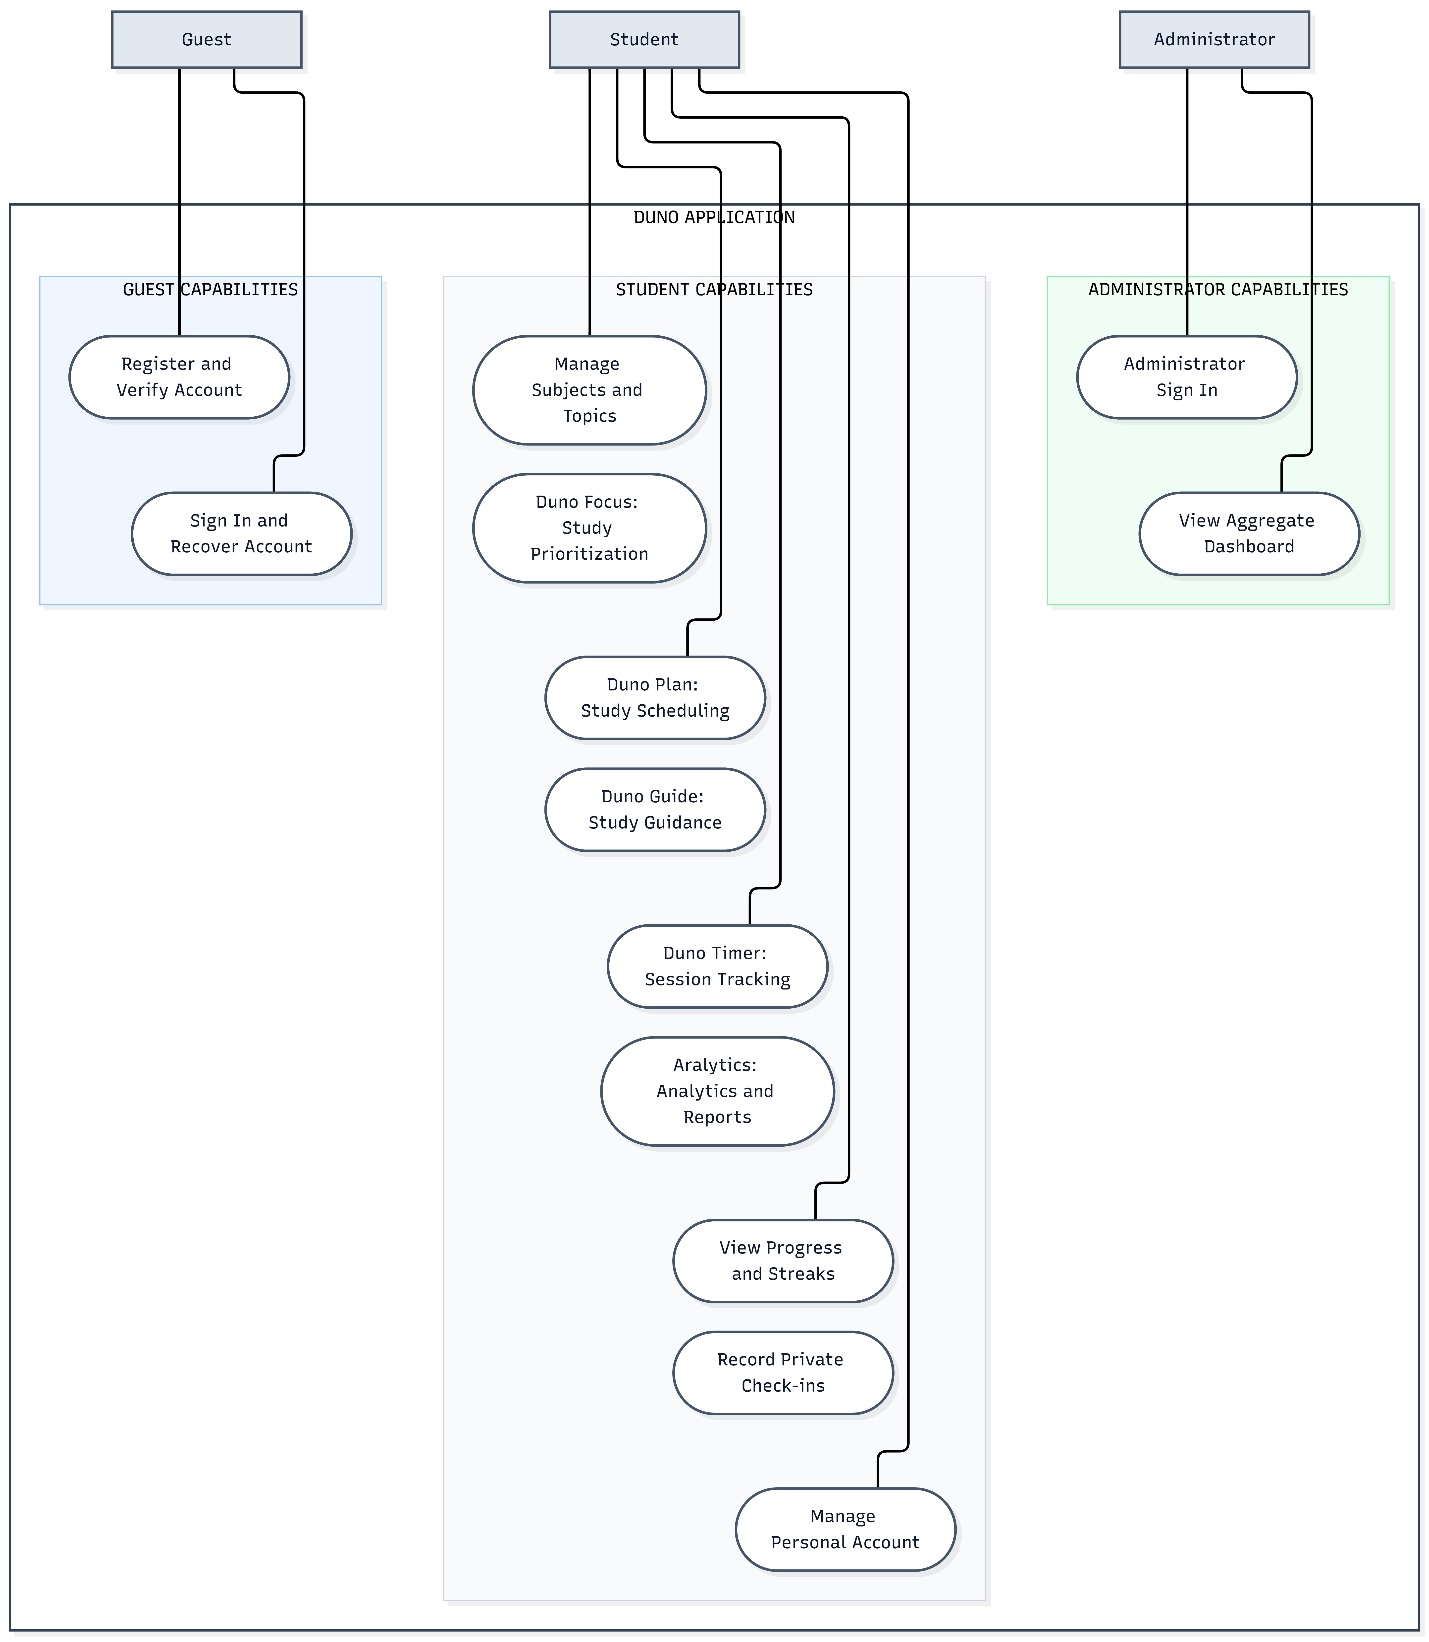 Guest
Student
Administrator
DUNO APPLICATION
GUEST CAPABILITIES
Register and
Verify Account
Sign In and
Recover Account
STUDENT CAPABILITIES
Manage
Subjects and
Topics
Duno Focus:
Study
Prioritization
Duno Plan:
Study Scheduling
Duno Guide:
Study Guidance
Duno Timer:
Session Tracking
Aralytics:
Analytics and
Reports
View Progress
and Streaks
Record Private
Check-ins
Manage
Personal Account
ADMINISTRATOR CAPABILITIES
Administrator
Sign In
View Aggregate
Dashboard